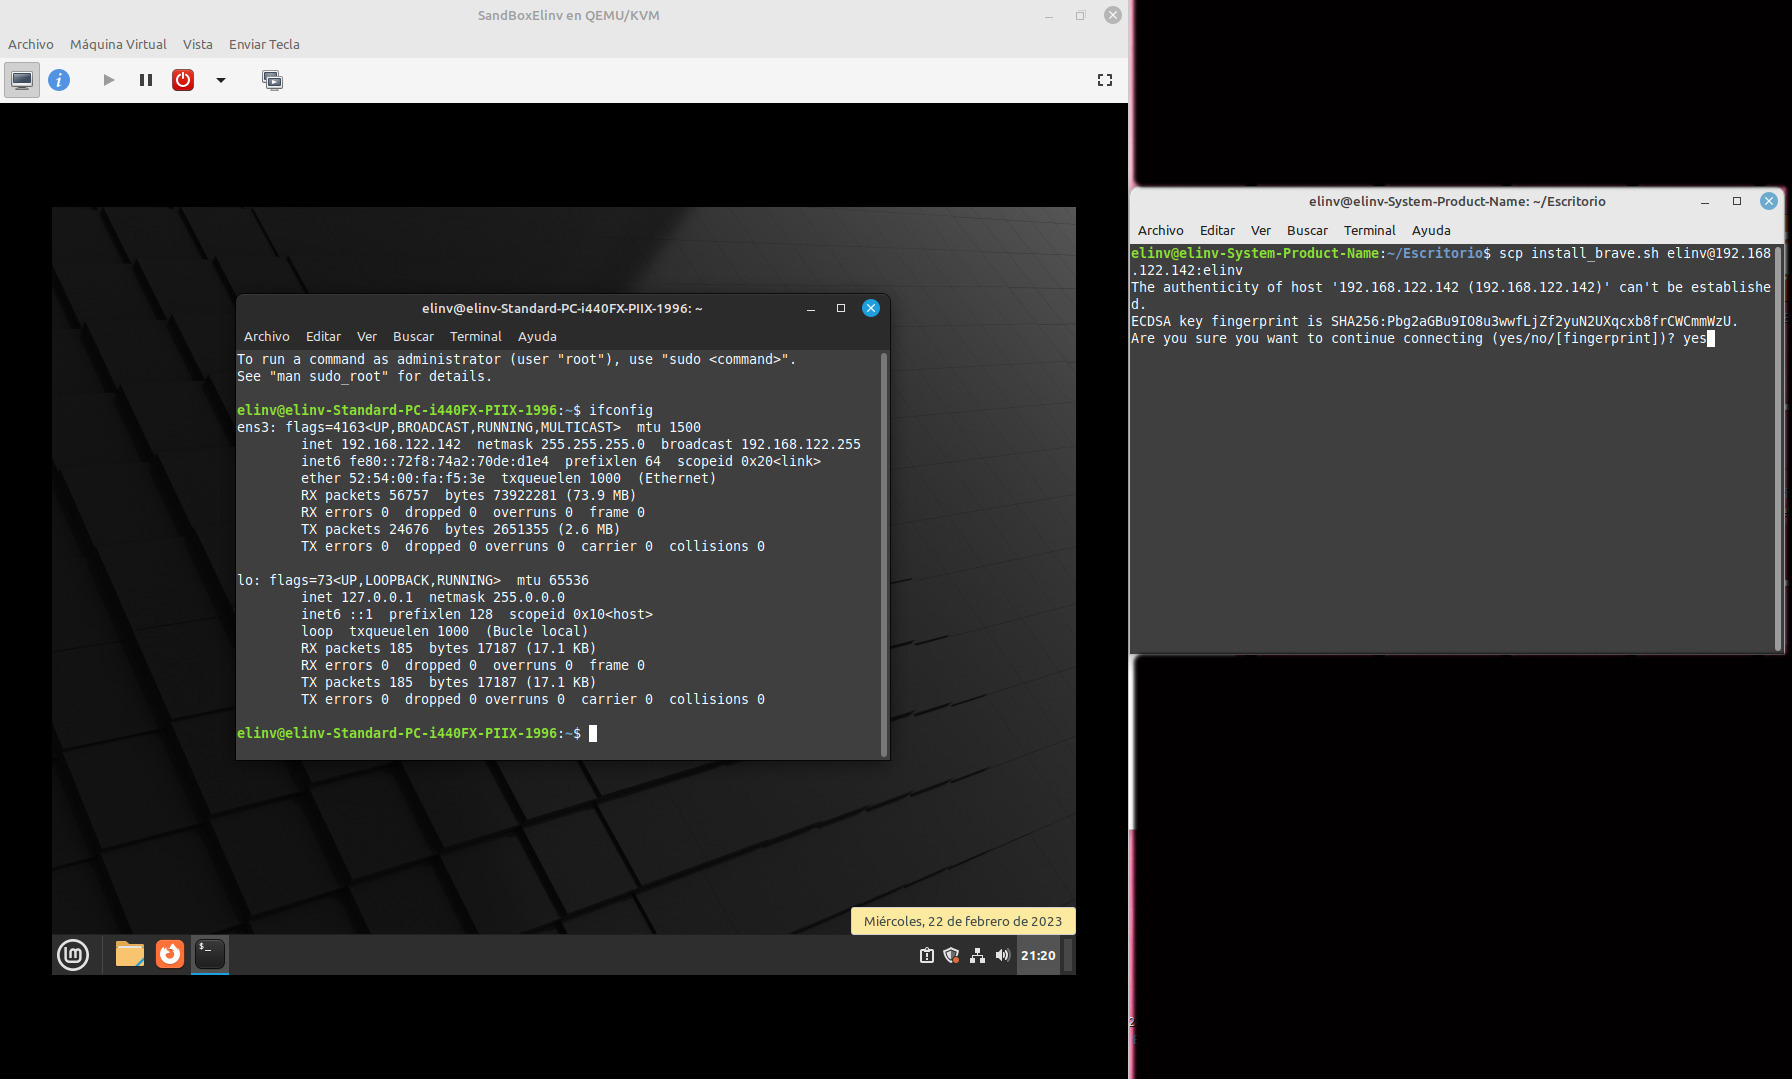 SandBoxElinv en QEMU/KVM
Archivo Máquina Virtual Vista Enviar Tecla
elinv@elinv-Standard-PC-i440FX-PIIX-1996: ~
Archivo Editar Ver Buscar Terminal Ayuda
To run a command as administrator (user "root"), use "sudo <command>".
See "man sudo_root" for details.
elinv@elinv-Standard-PC-i440FX-PIIX-1996:~$ ifconfig
ens3: flags=4163<UP,BROADCAST,RUNNING,MULTICAST>  mtu 1500
        inet 192.168.122.142  netmask 255.255.255.0  broadcast 192.168.122.255
        inet6 fe80::72f8:74a2:70de:d1e4  prefixlen 64  scopeid 0x20<link>
        ether 52:54:00:fa:f5:3e  txqueuelen 1000  (Ethernet)
        RX packets 56757  bytes 73922281 (73.9 MB)
        RX errors 0  dropped 0  overruns 0  frame 0
        TX packets 24676  bytes 2651355 (2.6 MB)
        TX errors 0  dropped 0 overruns 0  carrier 0  collisions 0
lo: flags=73<UP,LOOPBACK,RUNNING>  mtu 65536
        inet 127.0.0.1  netmask 255.0.0.0
        inet6 ::1  prefixlen 128  scopeid 0x10<host>
        loop  txqueuelen 1000  (Bucle local)
        RX packets 185  bytes 17187 (17.1 KB)
        RX errors 0  dropped 0  overruns 0  frame 0
        TX packets 185  bytes 17187 (17.1 KB)
        TX errors 0  dropped 0 overruns 0  carrier 0  collisions 0
elinv@elinv-Standard-PC-i440FX-PIIX-1996:~$
Miércoles, 22 de febrero de 2023
21:20
elinv@elinv-System-Product-Name: ~/Escritorio
Archivo Editar Ver Buscar Terminal Ayuda
elinv@elinv-System-Product-Name:~/Escritorio$ scp install_brave.sh elinv@192.168
.122.142:elinv
The authenticity of host '192.168.122.142 (192.168.122.142)' can't be establishe
d.
ECDSA key fingerprint is SHA256:Pbg2aGBu9IO8u3wwfLjZf2yuN2UXqcxb8frCWCmmWzU.
Are you sure you want to continue connecting (yes/no/[fingerprint])? yes